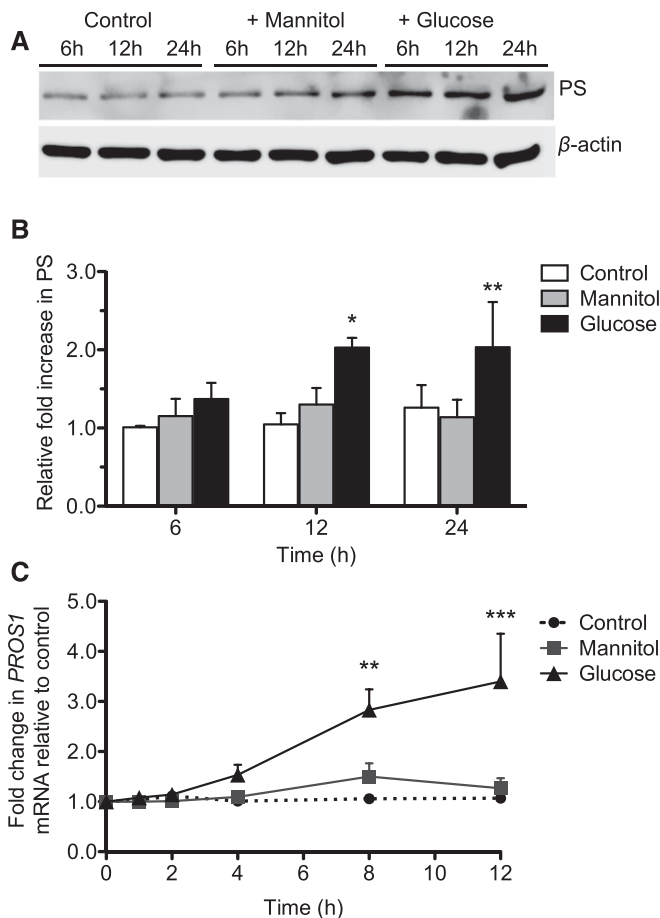 A
Control + Mannitol + Glucose
6h 12h 24h 6h 12h 24h 6h 12h 24h
PS
β-actin
B
Relative fold increase in PS
3.0
2.0
1.0
0.0
* **
6 12 24
Time (h)
Control
Mannitol
Glucose
C
Fold change in PROS1
mRNA relative to control
5.0
4.0
3.0
2.0
1.0
0.0
** ***
0 2 4 6 8 10 12
Time (h)
Control
Mannitol
Glucose